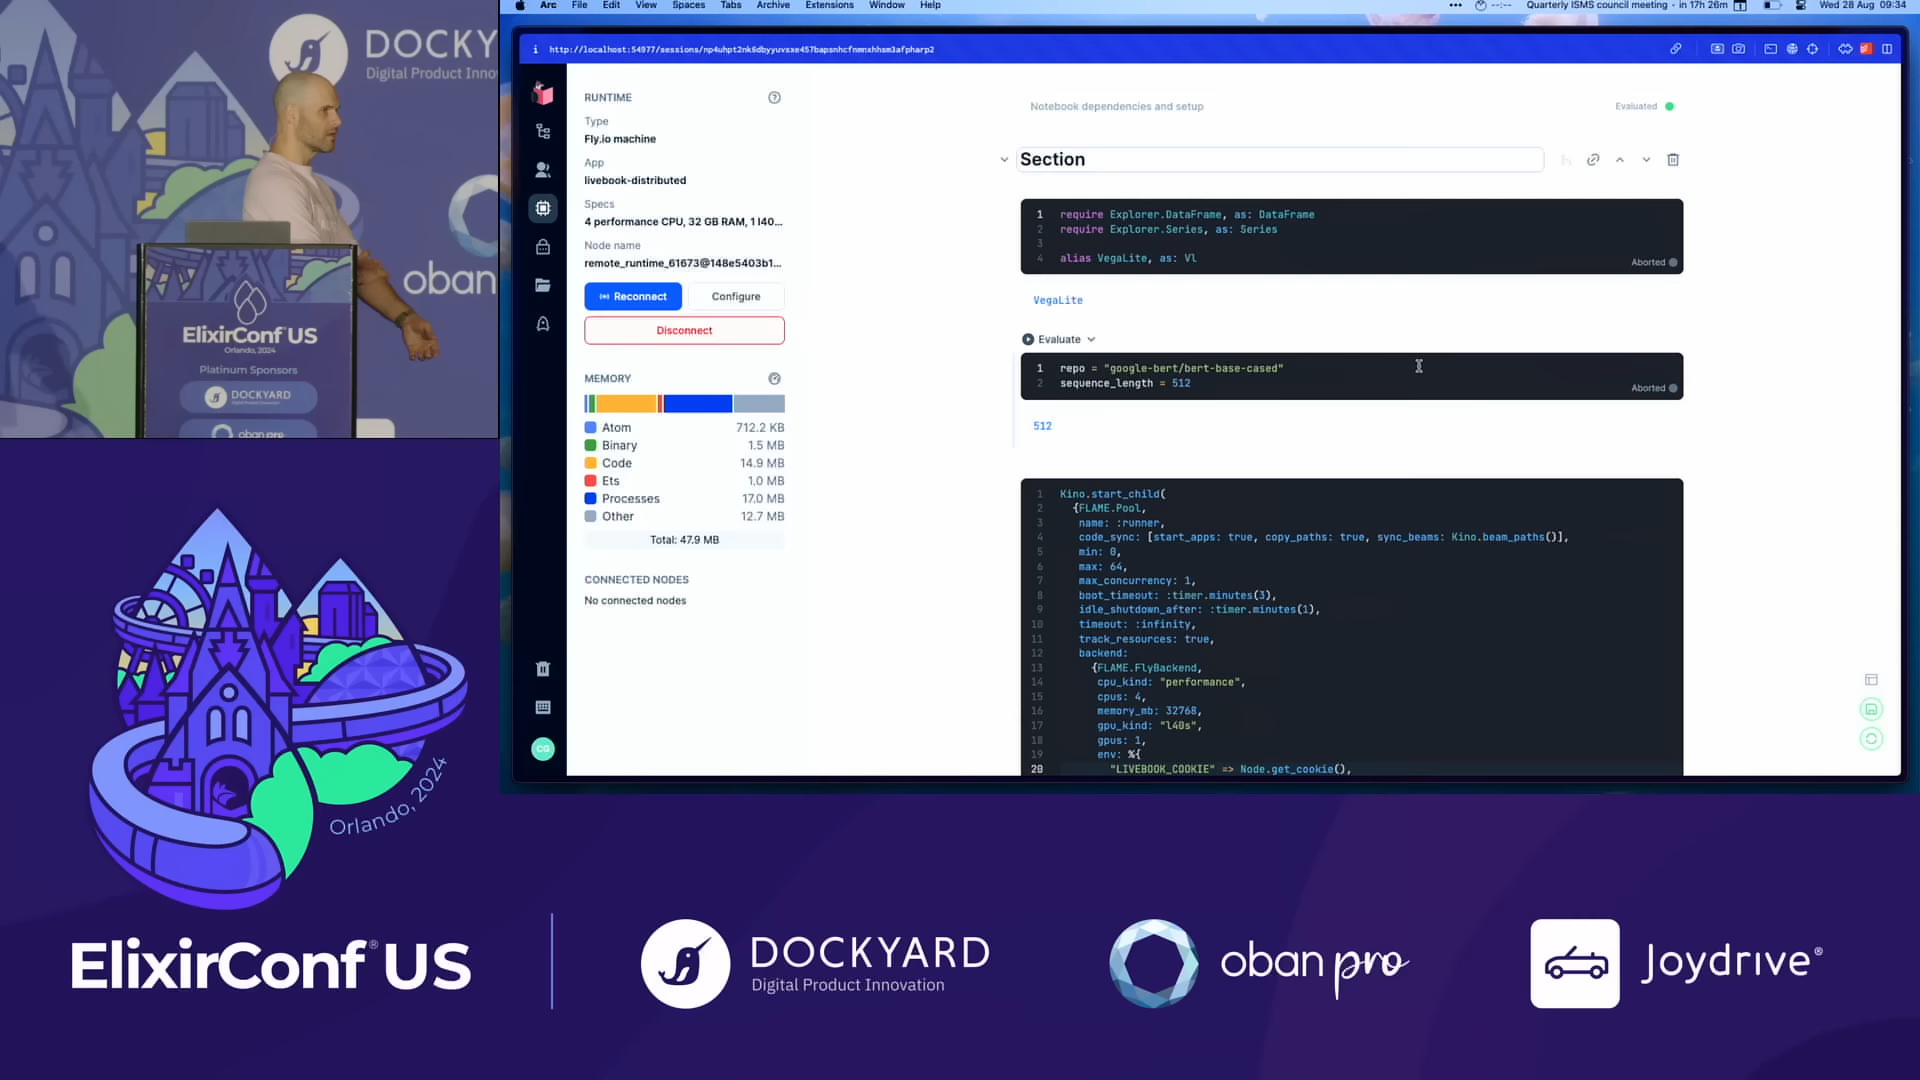 DOCKY
Digital Product Inno
oban
ElixirConf US
Orlando, 2024
Platinum Sponsors
DOCKYARD
oban pro
Arc File Edit View Spaces Tabs Archive Extensions Window Help
••• --:-- Quarterly ISMS council meeting • in 17h 26m Wed 28 Aug 09:34
http://localhost:54977/sessions/np4uhpt2nk6dbyyuvsxe457bapsnhcfnmnxhhsm3afpharp2
RUNTIME
Type
Fly.io machine
App
livebook-distributed
Specs
4 performance CPU, 32 GB RAM, 1 l40...
Node name
remote_runtime_61673@148e5403b1...
Reconnect
Configure
Disconnect
MEMORY
Atom 712.2 KB
Binary 1.5 MB
Code 14.9 MB
Ets 1.0 MB
Processes 17.0 MB
Other 12.7 MB
Total: 47.9 MB
CONNECTED NODES
No connected nodes
CG
Notebook dependencies and setup
Evaluated
Section
1 require Explorer.DataFrame, as: DataFrame
2 require Explorer.Series, as: Series
3
4 alias VegaLite, as: Vl
Aborted
VegaLite
Evaluate
1 repo = "google-bert/bert-base-cased"
2 sequence_length = 512
Aborted
512
1 Kino.start_child(
2 {FLAME.Pool,
3 name: :runner,
4 code_sync: [start_apps: true, copy_paths: true, sync_beams: Kino.beam_paths()],
5 min: 0,
6 max: 64,
7 max_concurrency: 1,
8 boot_timeout: :timer.minutes(3),
9 idle_shutdown_after: :timer.minutes(1),
10 timeout: :infinity,
11 track_resources: true,
12 backend:
13 {FLAME.FlyBackend,
14 cpu_kind: "performance",
15 cpus: 4,
16 memory_mb: 32768,
17 gpu_kind: "l40s",
18 gpus: 1,
19 env: %{
20 "LIVEBOOK_COOKIE" => Node.get_cookie(),
Orlando, 2024
ElixirConf® US
DOCKYARD
Digital Product Innovation
oban pro
Joydrive®